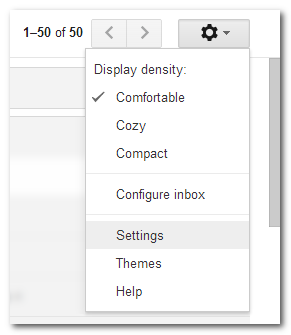 1–50 of 50
Display density:
Comfortable
Cozy
Compact
Configure inbox
Settings
Themes
Help